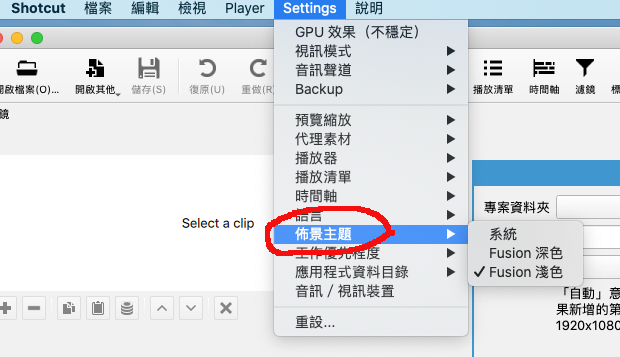 Shotcut 檔案 編輯 檢視 Player Settings 說明
開啟檔案(O)... 開啟其他 儲存(S) 復原(U) 重做(R) 播放清單 時間軸 濾鏡
鏡
GPU 效果（不穩定）
視訊模式
音訊聲道
Backup
預覽縮放
代理素材
播放器
播放清單
時間軸
語言
佈景主題
工作優先程度
應用程式資料目錄
音訊 / 視訊裝置
重設...
系統
Fusion 深色
Fusion 淺色
Select a clip
專案資料夾
「自動」意
果新增的第
1920x1080